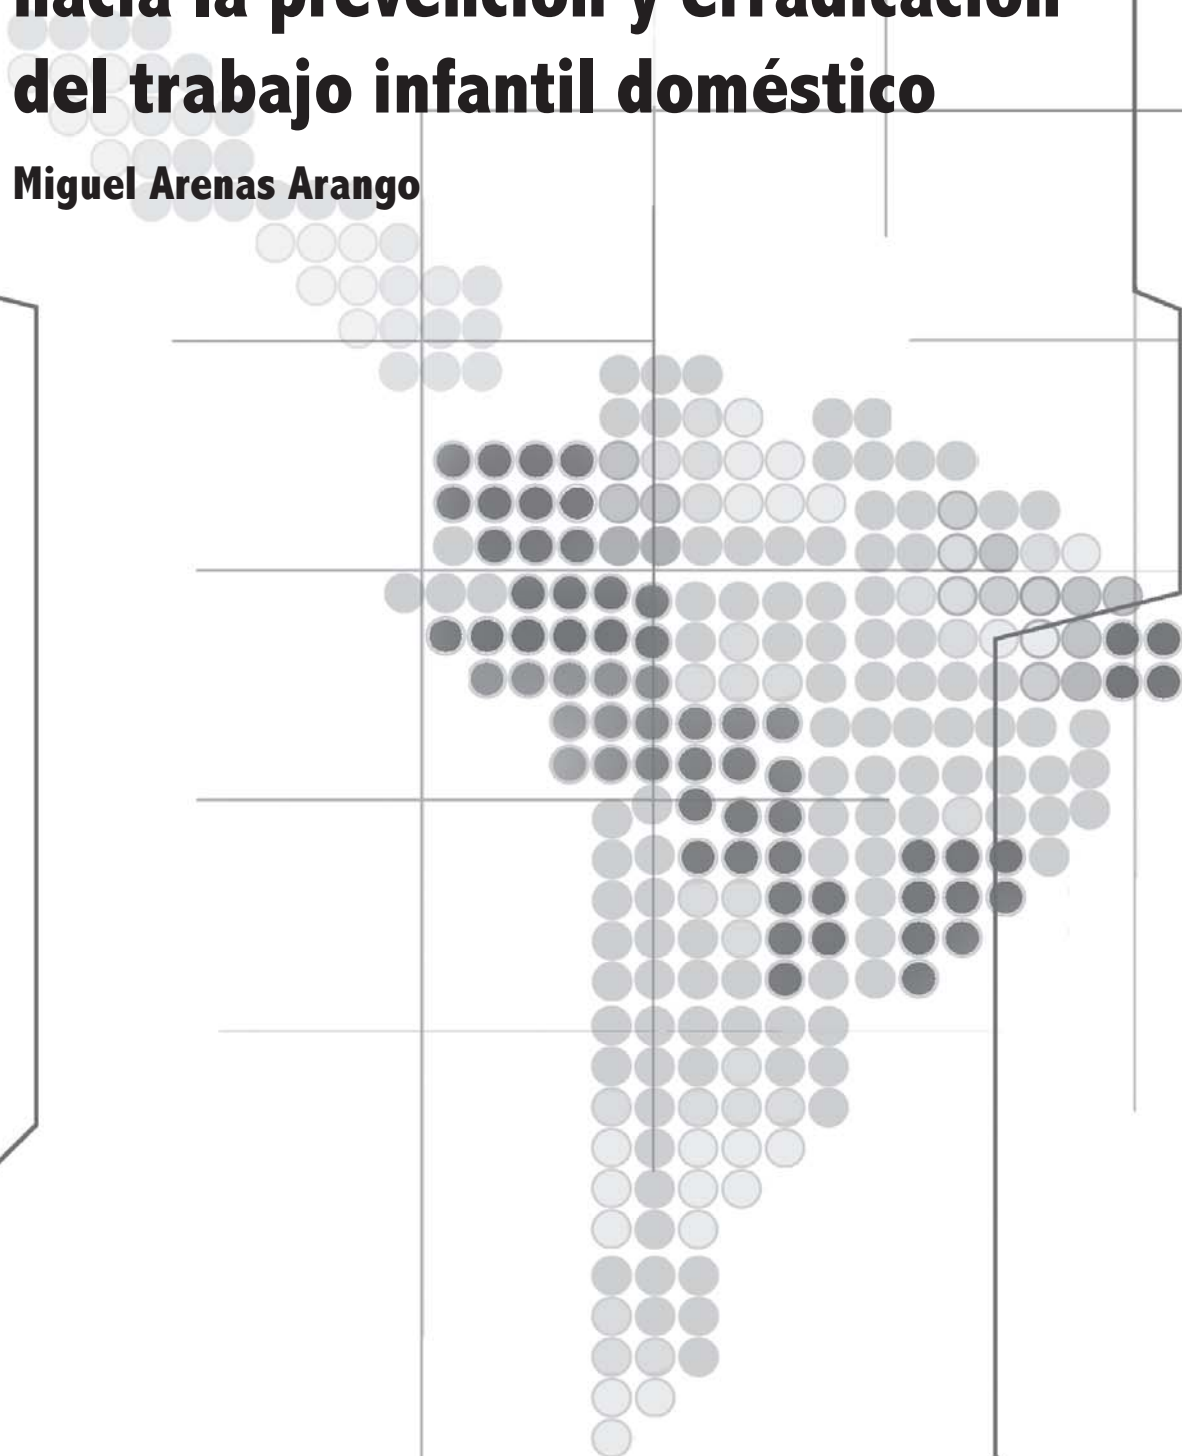 hacia la prevención y erradicación
del trabajo infantil doméstico
Miguel Arenas Arango